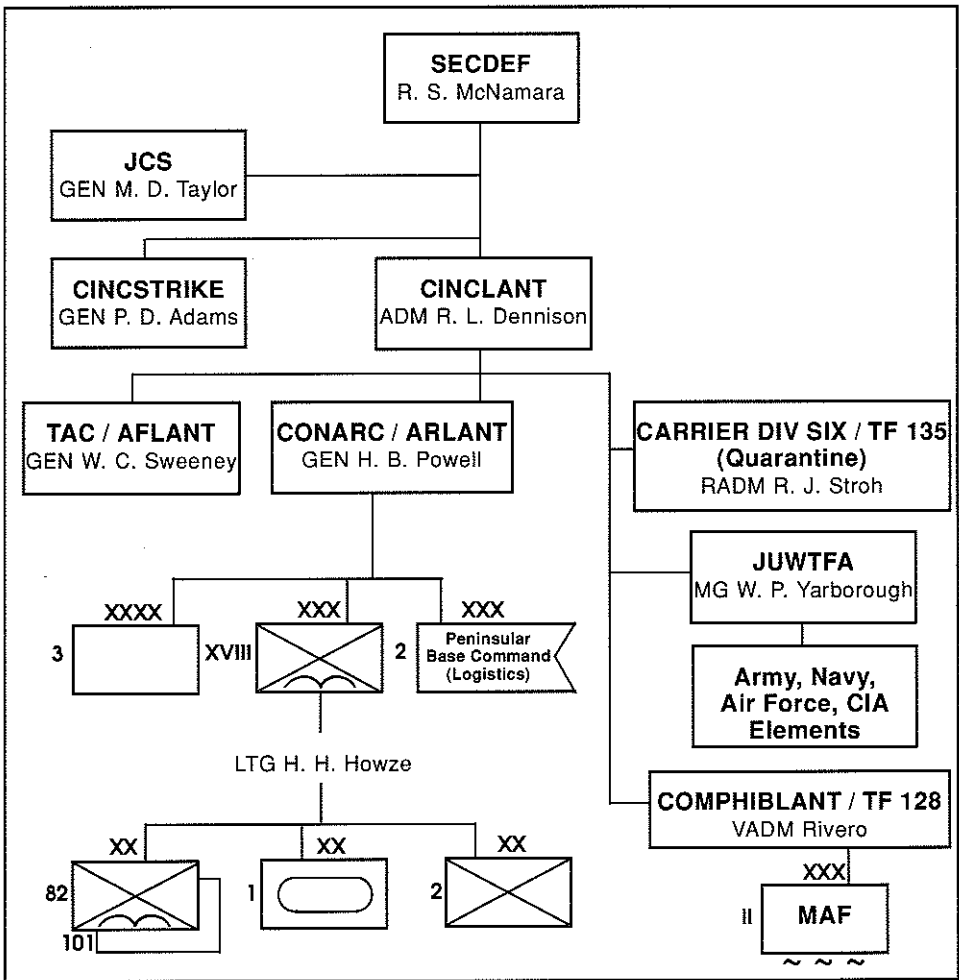 SECDEF
R. S. McNamara
JCS
GEN M. D. Taylor
CINCSTRIKE
GEN P. D. Adams
CINCLANT
ADM R. L. Dennison
TAC / AFLANT
GEN W. C. Sweeney
CONARC / ARLANT
GEN H. B. Powell
CARRIER DIV SIX / TF 135
(Quarantine)
RADM R. J. Stroh
JUWTFA
MG W. P. Yarborough
Army, Navy,
Air Force, CIA
Elements
XXXX
3
XXX
XVIII
XXX
2
Peninsular
Base Command
(Logistics)
LTG H. H. Howze
COMPHIBLANT / TF 128
VADM Rivero
XX
82
101
XX
1
XX
2
XXX
II
MAF
~ ~ ~